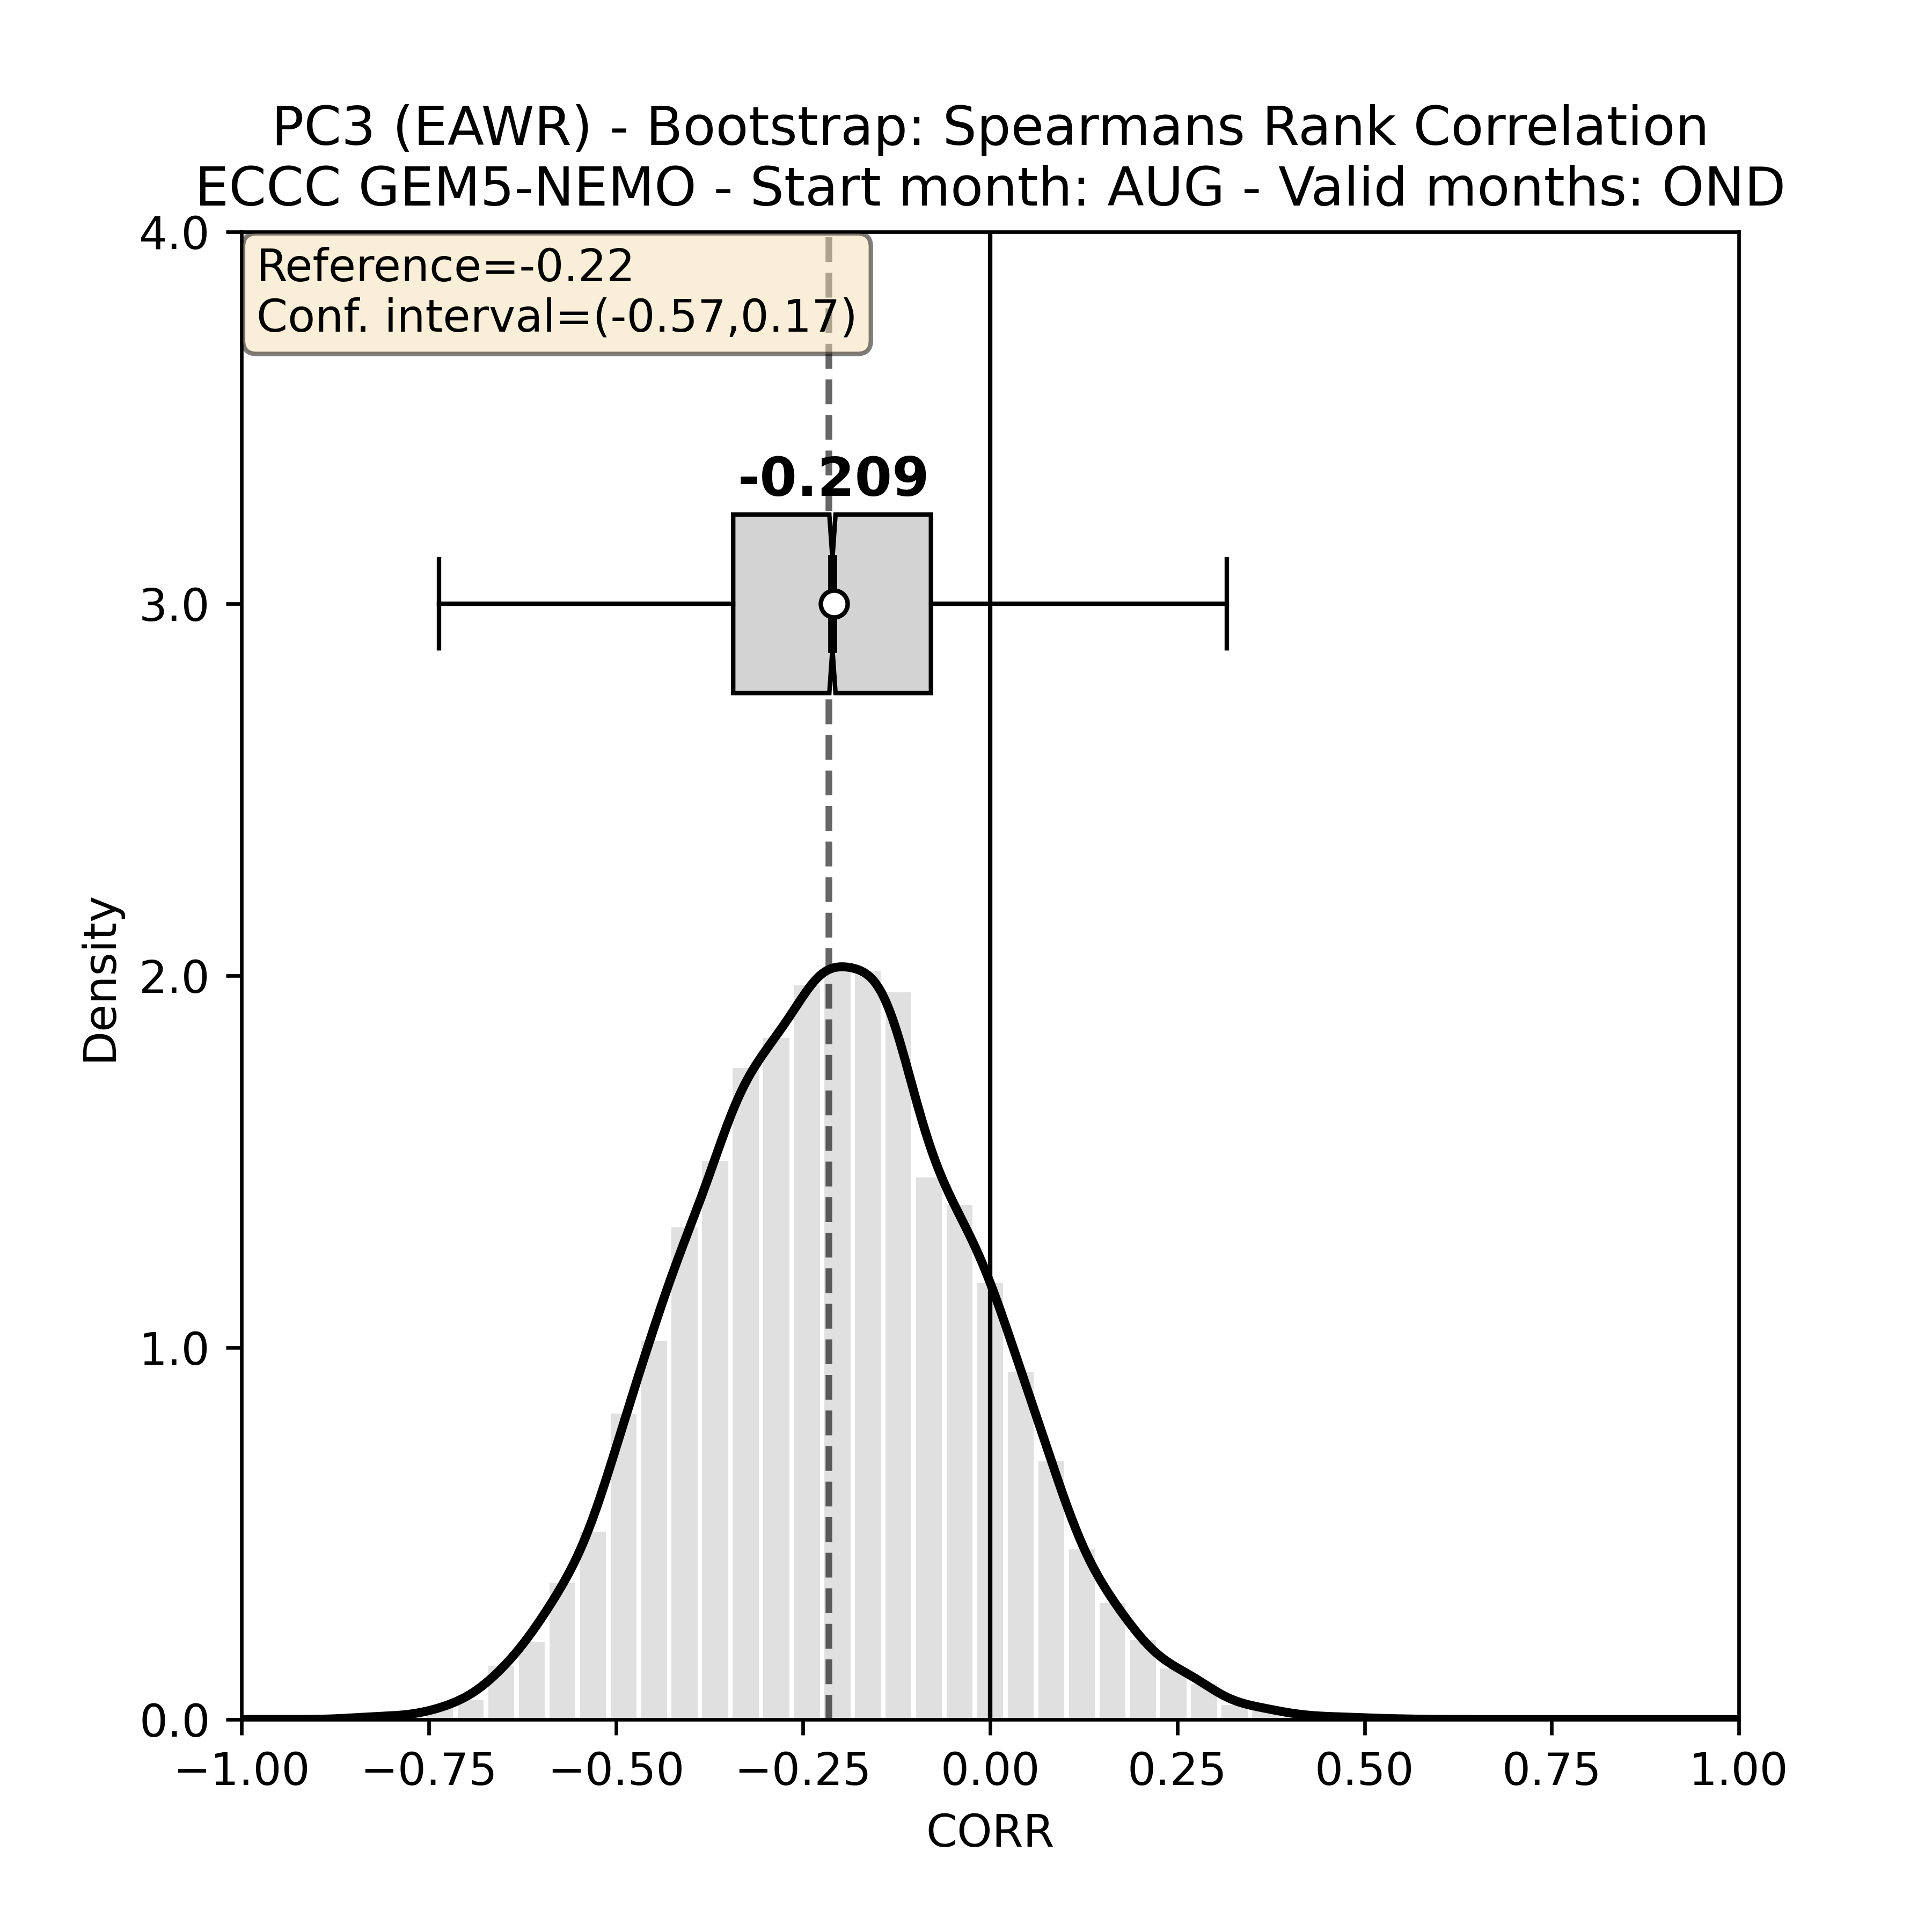 PC3 (EAWR) - Bootstrap: Spearmans Rank Correlation
ECCC GEM5-NEMO - Start month: AUG - Valid months: OND
4.0
Reference=-0.22
Conf. interval=(-0.57,0.17)
-0.209
3.0
Density
2.0
1.0
0.0
−1.00 −0.75 −0.50 −0.25 0.00 0.25 0.50 0.75 1.00
CORR